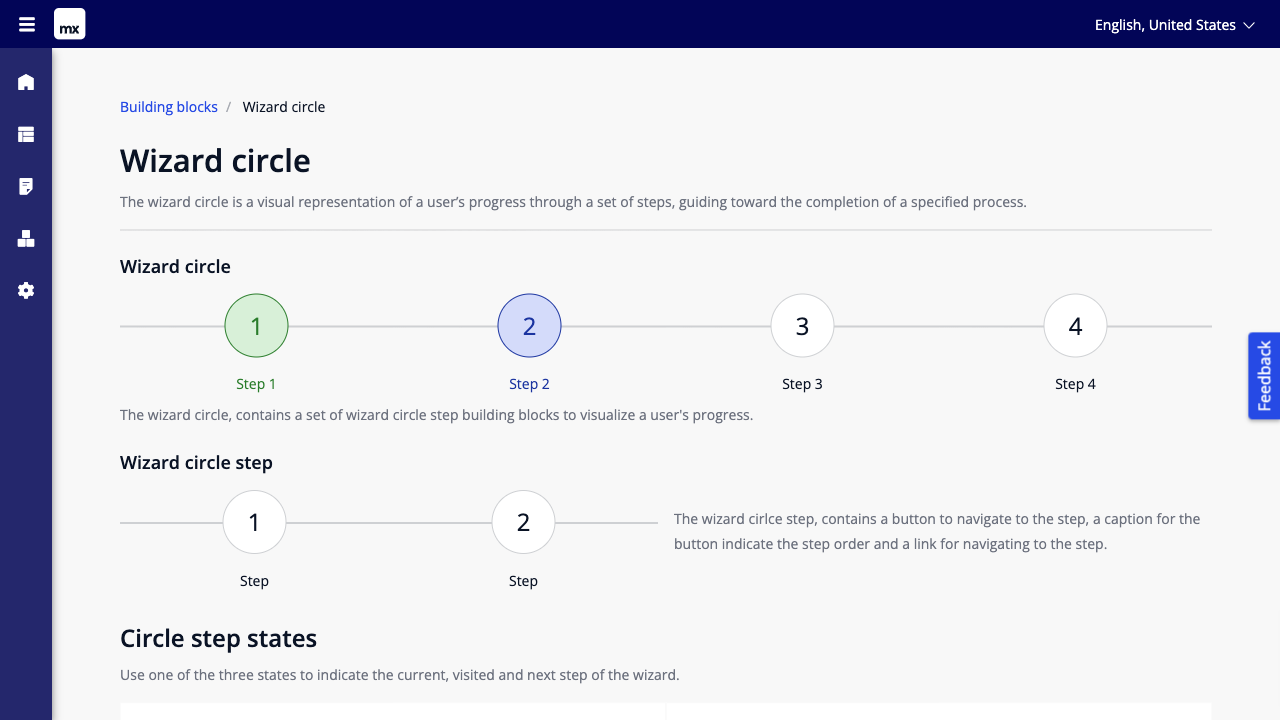 mx
English, United States
Building blocks / Wizard circle
Wizard circle
The wizard circle is a visual representation of a user’s progress through a set of steps, guiding toward the completion of a specified process.
Wizard circle
1 2 3 4
Step 1 Step 2 Step 3 Step 4
Feedback
The wizard circle, contains a set of wizard circle step building blocks to visualize a user's progress.
Wizard circle step
1 2
Step Step
The wizard cirlce step, contains a button to navigate to the step, a caption for the
button indicate the step order and a link for navigating to the step.
Circle step states
Use one of the three states to indicate the current, visited and next step of the wizard.